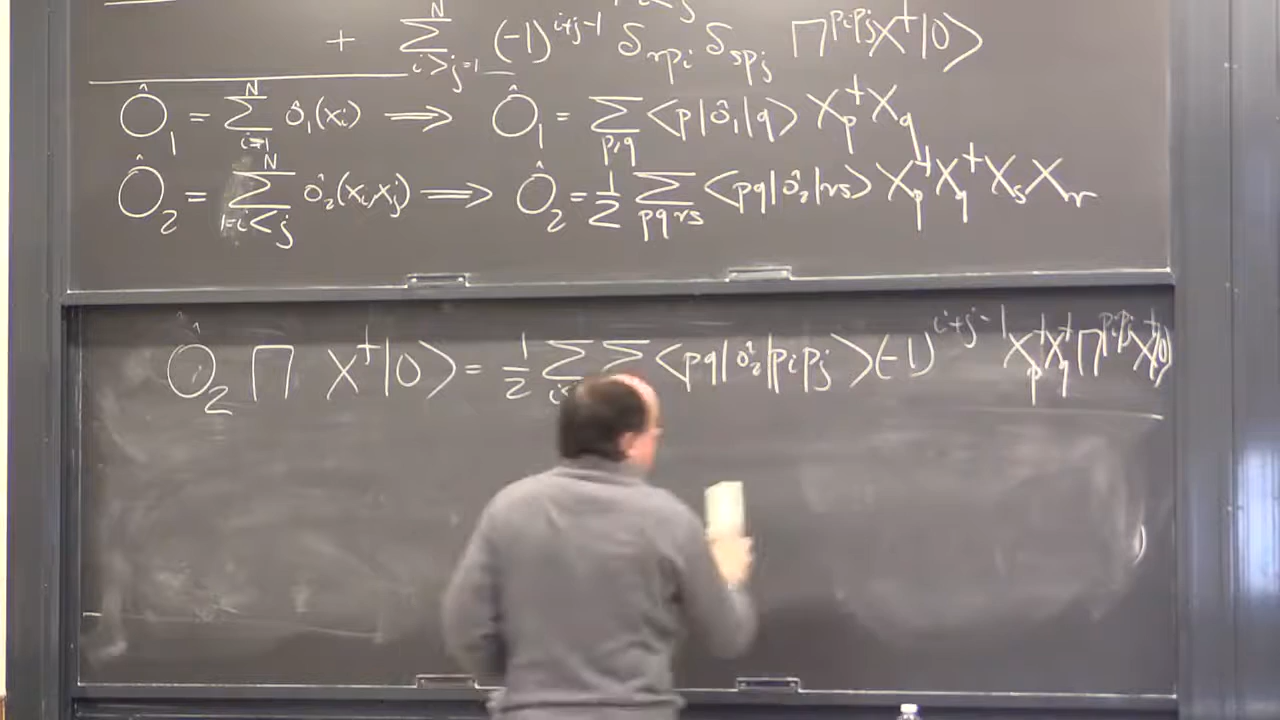 + Σ_{i>j=1}^{N} (-1)^{i+j-1} δ_{rp_i} δ_{sp_j} Π^{p_i p_j} X^+|0>
Ô_1 = Σ_{i=1}^{N} ô_1(x_i) ⟹ Ô_1 = Σ_{p,q} <p|ô_1|q> X_p^+ X_q
Ô_2 = Σ_{1=i<j}^{N} ô_2(x_i,x_j) ⟹ Ô_2 = 1/2 Σ_{pqrs} <pq|ô_2|rs> X_p^+ X_q^+ X_s X_r
Ô_2 Π X^+|0> = 1/2 Σ Σ <pq|ô_2|p_i p_j> (-1)^{i+j-1} X_p^+ X_q^+ Π^{p_i p_j} X^+|0>